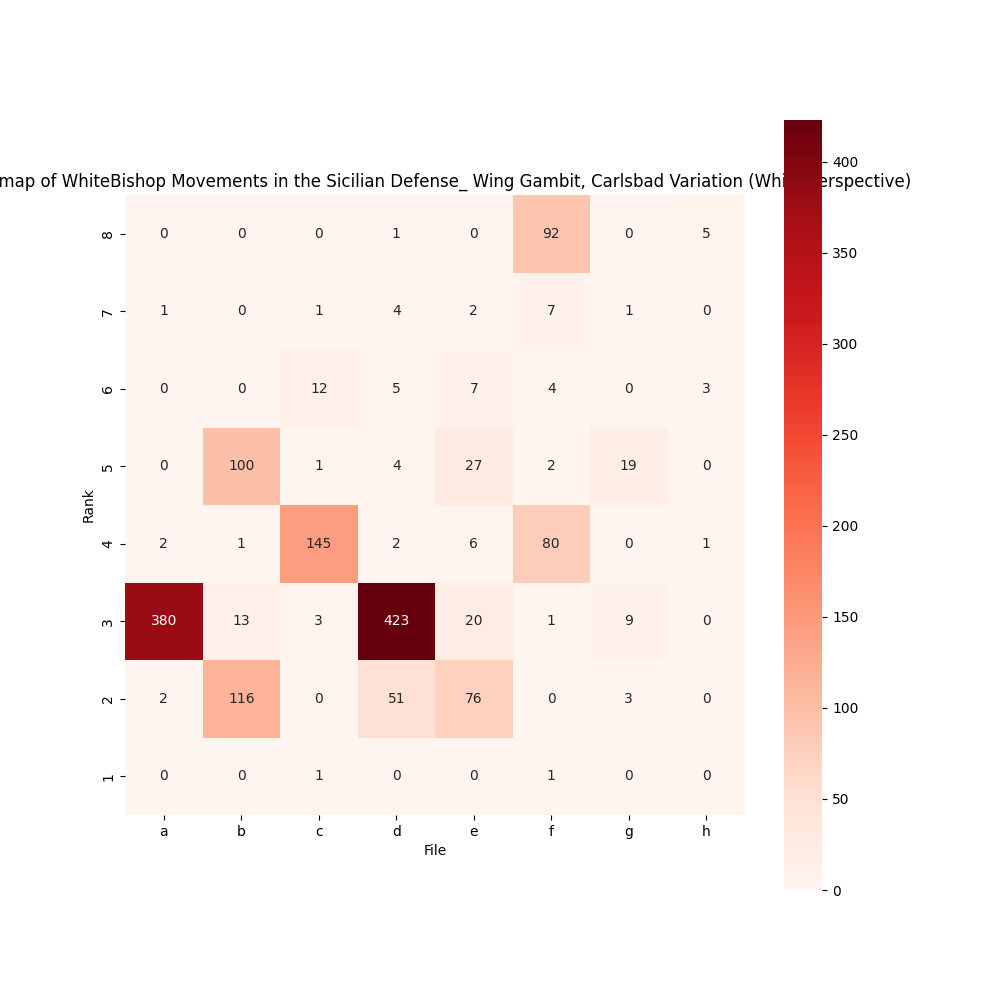 map of WhiteBishop Movements in the Sicilian Defense_ Wing Gambit, Carlsbad Variation (Whi erspective)
8 0 0 0 1 0 92 0 5
7 1 0 1 4 2 7 1 0
6 0 0 12 5 7 4 0 3
5 0 100 1 4 27 2 19 0
4 2 1 145 2 6 80 0 1
3 380 13 3 423 20 1 9 0
2 2 116 0 51 76 0 3 0
1 0 0 1 0 0 1 0 0
Rank
a b c d e f g h
File
400
350
300
250
200
150
100
50
0